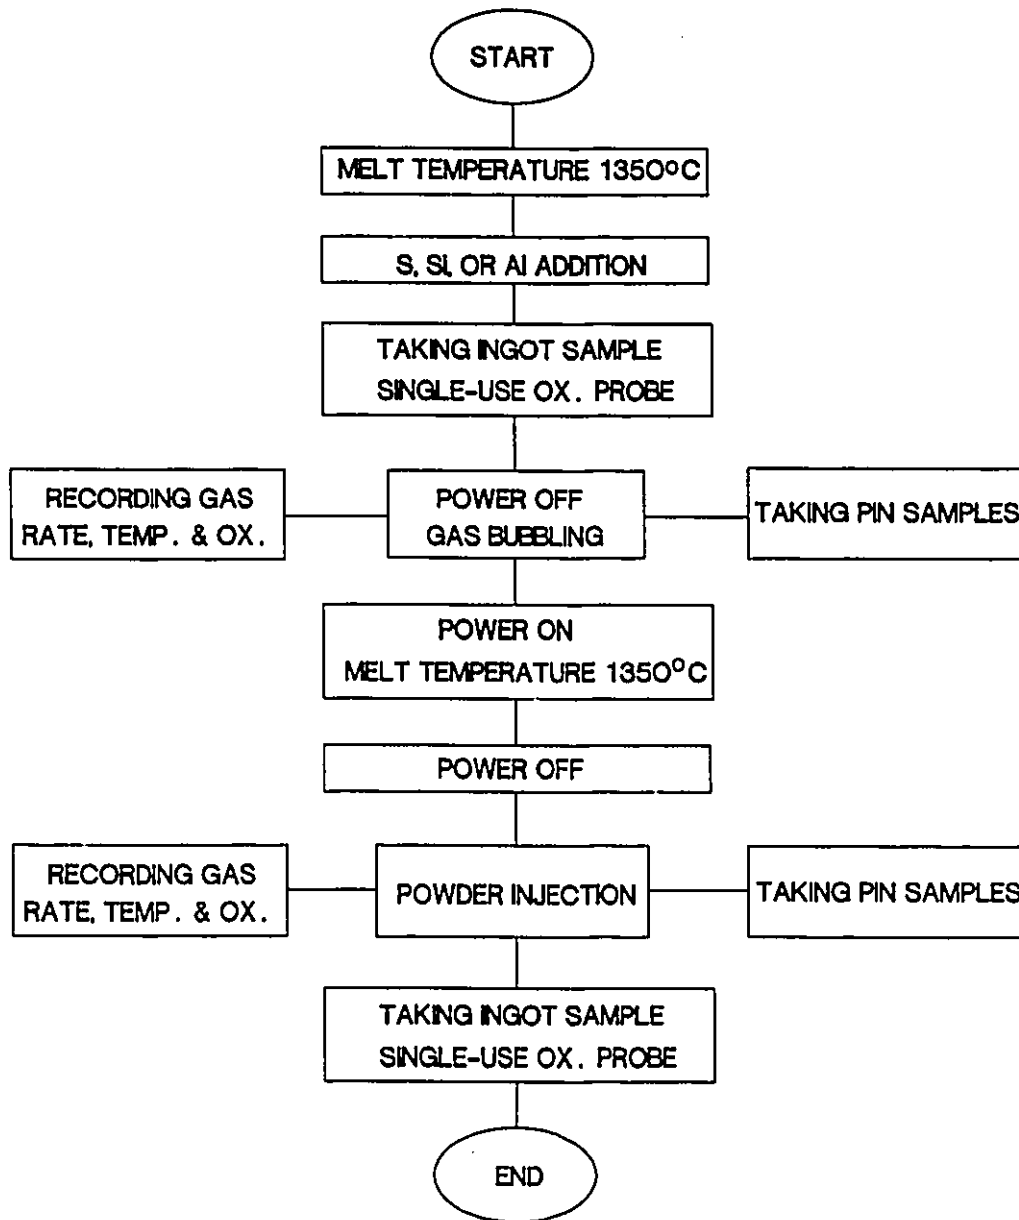 START
MELT TEMPERATURE 1350°C
S, Si, OR Al ADDITION
TAKING INGOT SAMPLE
SINGLE-USE OX. PROBE
RECORDING GAS
RATE, TEMP. & OX.
POWER OFF
GAS BUBBLING
TAKING PIN SAMPLES
POWER ON
MELT TEMPERATURE 1350°C
POWER OFF
RECORDING GAS
RATE, TEMP. & OX.
POWDER INJECTION
TAKING PIN SAMPLES
TAKING INGOT SAMPLE
SINGLE-USE OX. PROBE
END